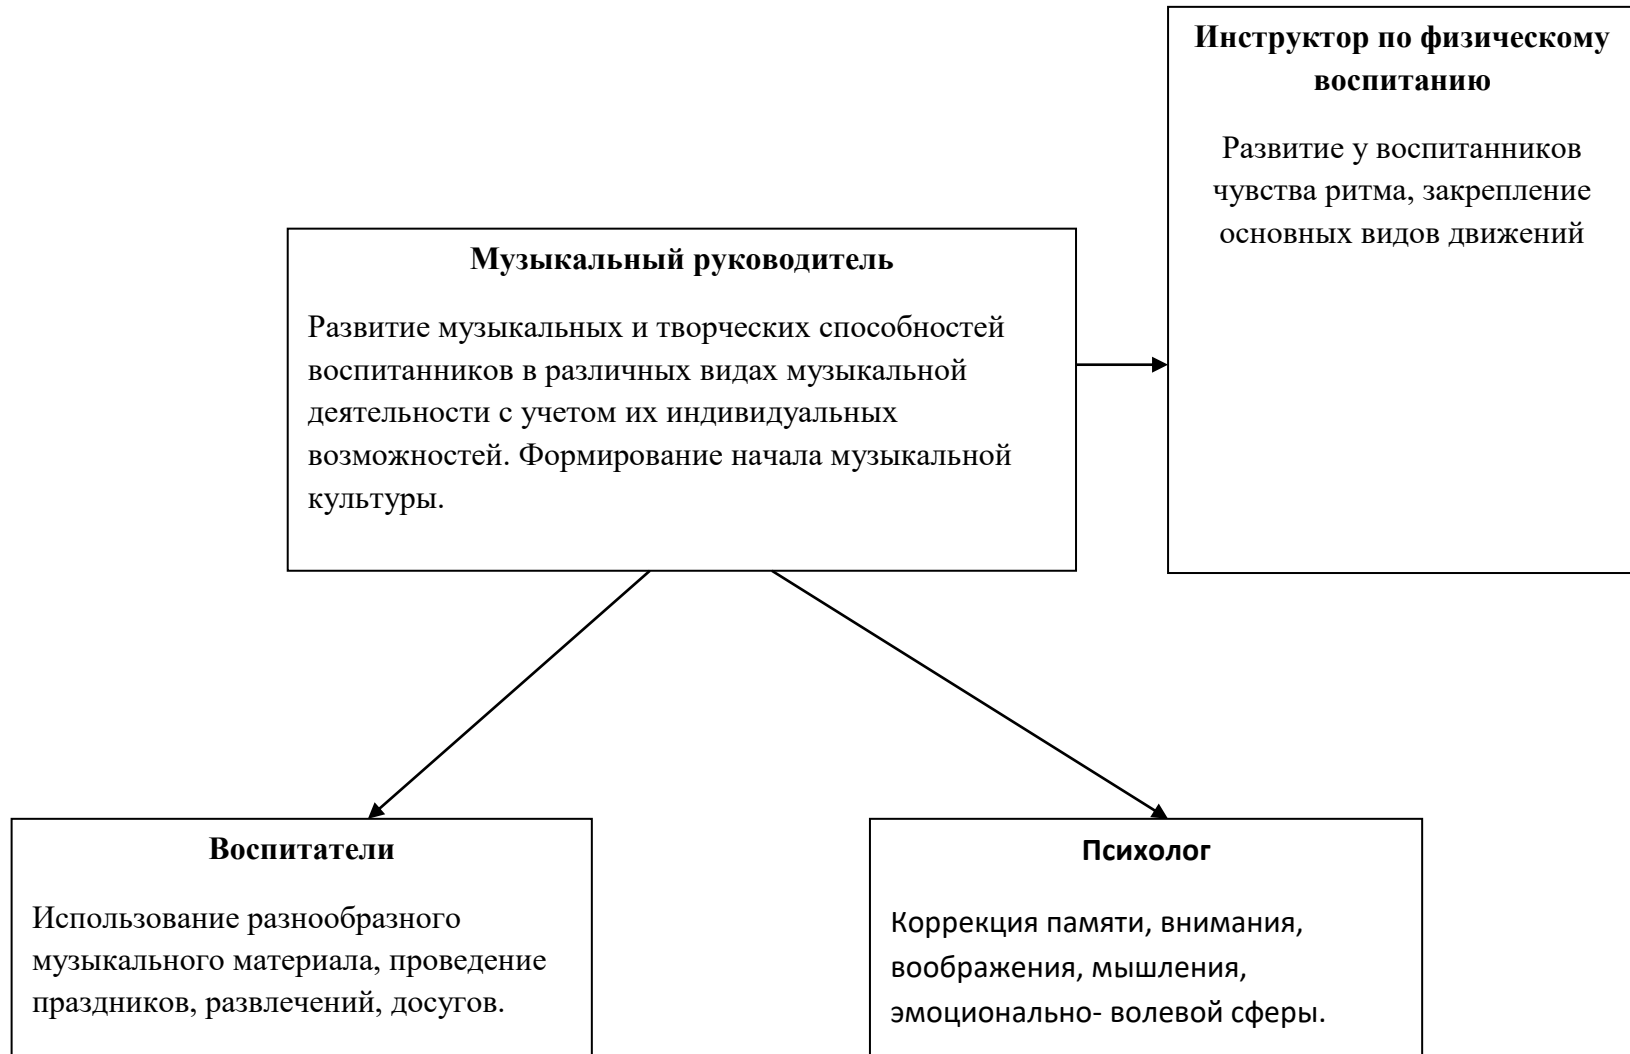 Инструктор по физическому
воспитанию
Развитие у воспитанников
чувства ритма, закрепление
основных видов движений
Музыкальный руководитель
Развитие музыкальных и творческих способностей
воспитанников в различных видах музыкальной
деятельности с учетом их индивидуальных
возможностей. Формирование начала музыкальной
культуры.
Воспитатели
Использование разнообразного
музыкального материала, проведение
праздников, развлечений, досугов.
Психолог
Коррекция памяти, внимания,
воображения, мышления,
эмоционально- волевой сферы.